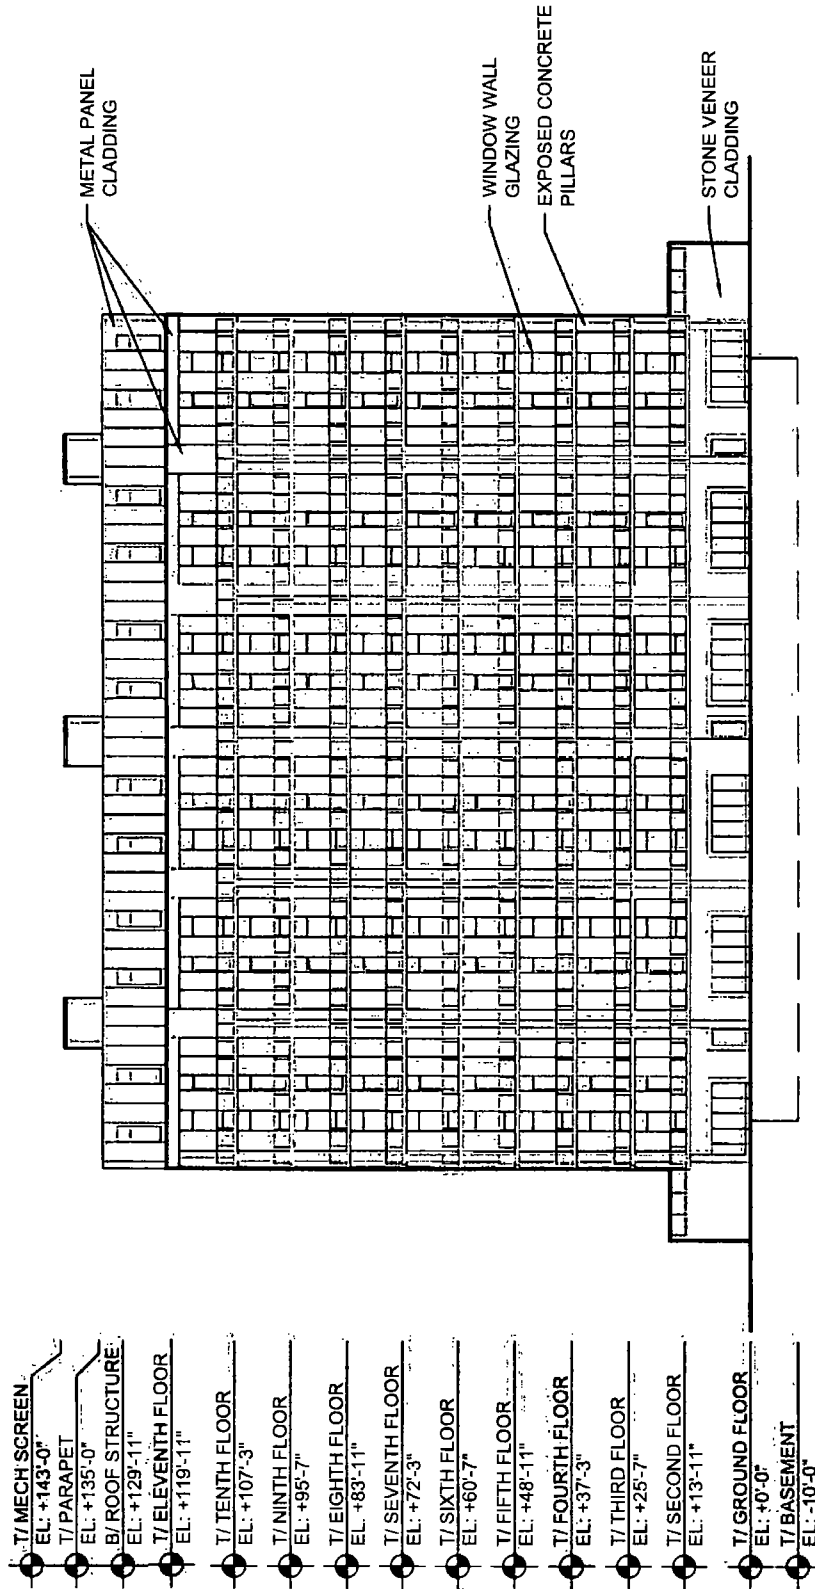 T/ MECH SCREEN
EL: +143'-0"
T/ PARAPET
EL: +135'-0"
B/ ROOF STRUCTURE
EL: +129'-11"
T/ ELEVENTH FLOOR
EL: +119'-11"
T/ TENTH FLOOR
EL: +107'-3"
T/ NINTH FLOOR
EL: +95'-7"
T/ EIGHTH FLOOR
EL: +83'-11"
T/ SEVENTH FLOOR
EL: +72'-3"
T/ SIXTH FLOOR
EL: +60'-7"
T/ FIFTH FLOOR
EL: +48'-11"
T/ FOURTH FLOOR
EL: +37'-3"
T/ THIRD FLOOR
EL: +25'-7"
T/ SECOND FLOOR
EL: +13'-11"
T/ GROUND FLOOR
EL: +0'-0"
T/ BASEMENT
EL: -10'-0"
METAL PANEL
CLADDING
WINDOW WALL
GLAZING
EXPOSED CONCRETE
PILLARS
STONE VENEER
CLADDING